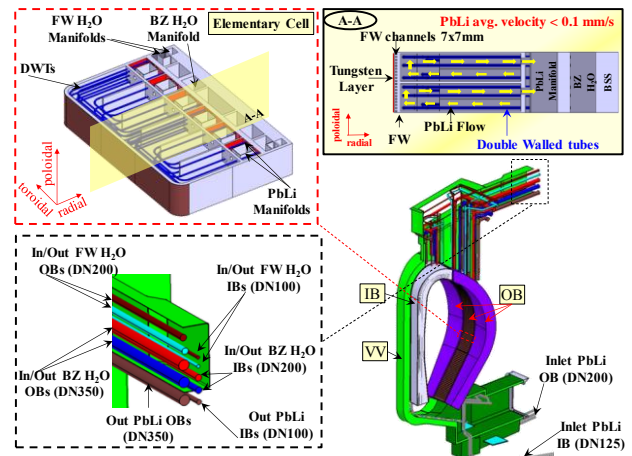 FW H₂O
Manifolds
BZ H₂O
Manifold
Elementary Cell
DWTs
A-A
PbLi
Manifolds
poloidal
toroidal
radial
A-A
PbLi avg. velocity < 0.1 mm/s
FW channels 7x7mm
Tungsten
Layer
PbLi
Manifold
BZ
H₂O
BSS
poloidal
radial
FW
PbLi Flow
Double Walled tubes
In/Out FW H₂O
OBs (DN200)
In/Out FW H₂O
IBs (DN100)
In/Out BZ H₂O
OBs (DN350)
In/Out BZ H₂O
IBs (DN200)
Out PbLi OBs
(DN350)
Out PbLi
IBs (DN100)
IB
OB
VV
Inlet PbLi
OB (DN200)
Inlet PbLi
IB (DN125)